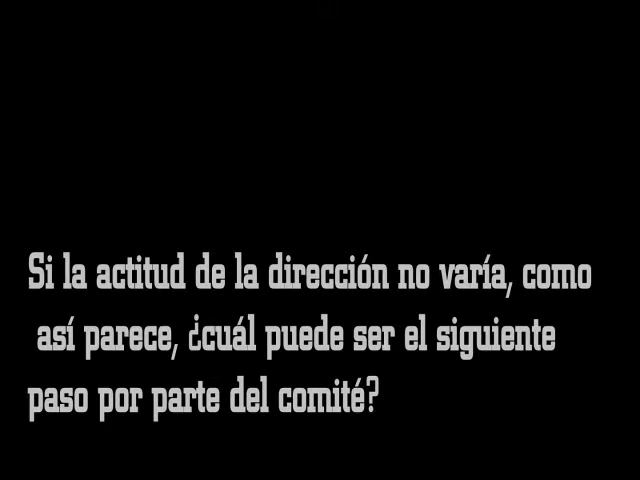 Si la actitud de la dirección no varía, como
así parece, ¿cuál puede ser el siguiente
paso por parte del comité?